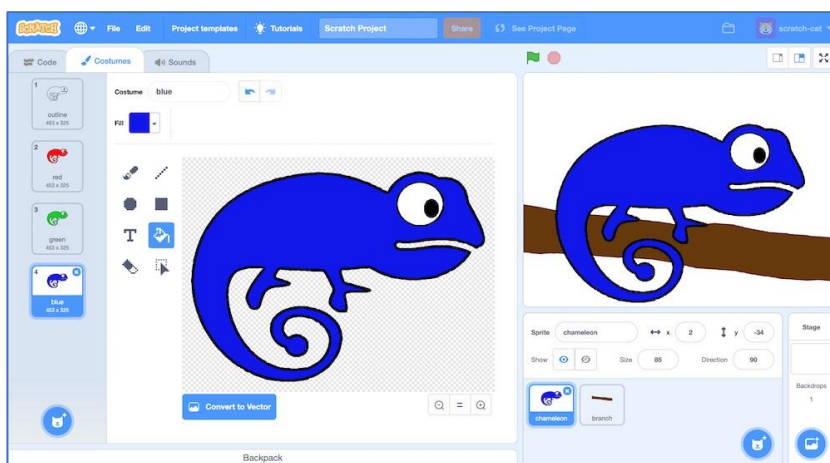 SCRATCH File Edit Project templates Tutorials Scratch Project Share See Project Page scratch-cat
Code Costumes Sounds
1
outline
453 x 325
2
red
453 x 325
3
green
453 x 325
4
blue
453 x 325
Costume blue
Fill
T
Convert to Vector
=
Backpack
Sprite chameleon x 2 y -34
Show Size 85 Direction 90
chameleon
branch
Stage
Backdrops
1